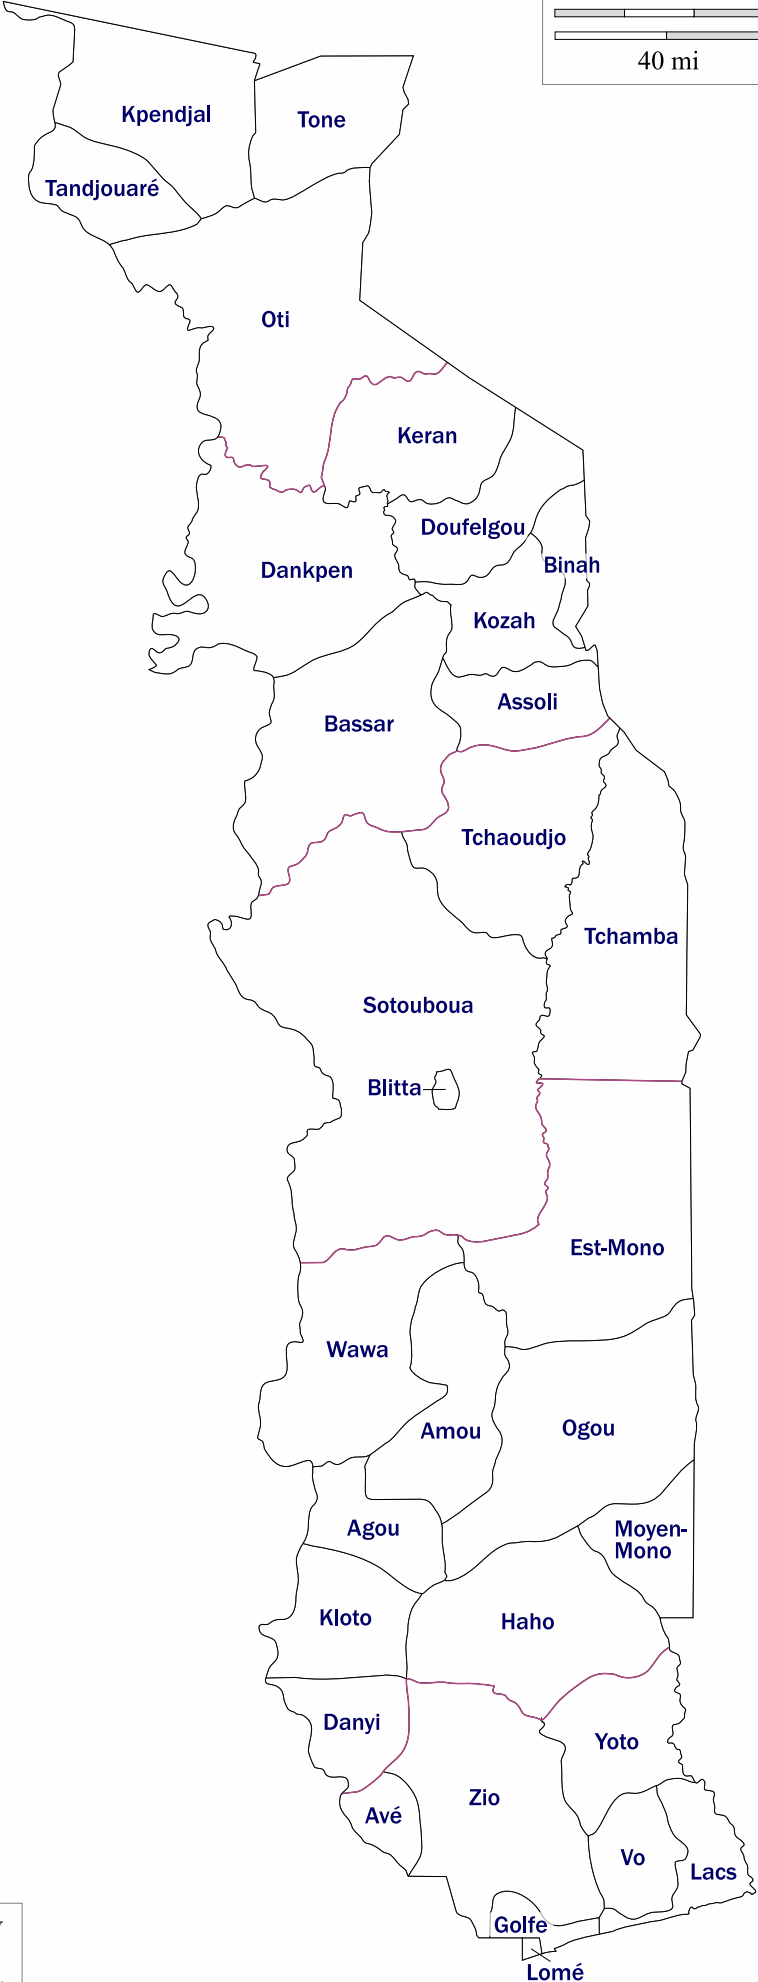 40 mi
Kpendjal
Tone
Tandjouaré
Oti
Keran
Doufelgou
Binah
Dankpen
Kozah
Assoli
Bassar
Tchaoudjo
Tchamba
Sotouboua
Blitta
Est-Mono
Wawa
Amou
Ogou
Agou
Moyen-
Mono
Kloto
Haho
Danyi
Yoto
Zio
Avé
Vo
Lacs
Golfe
Lomé